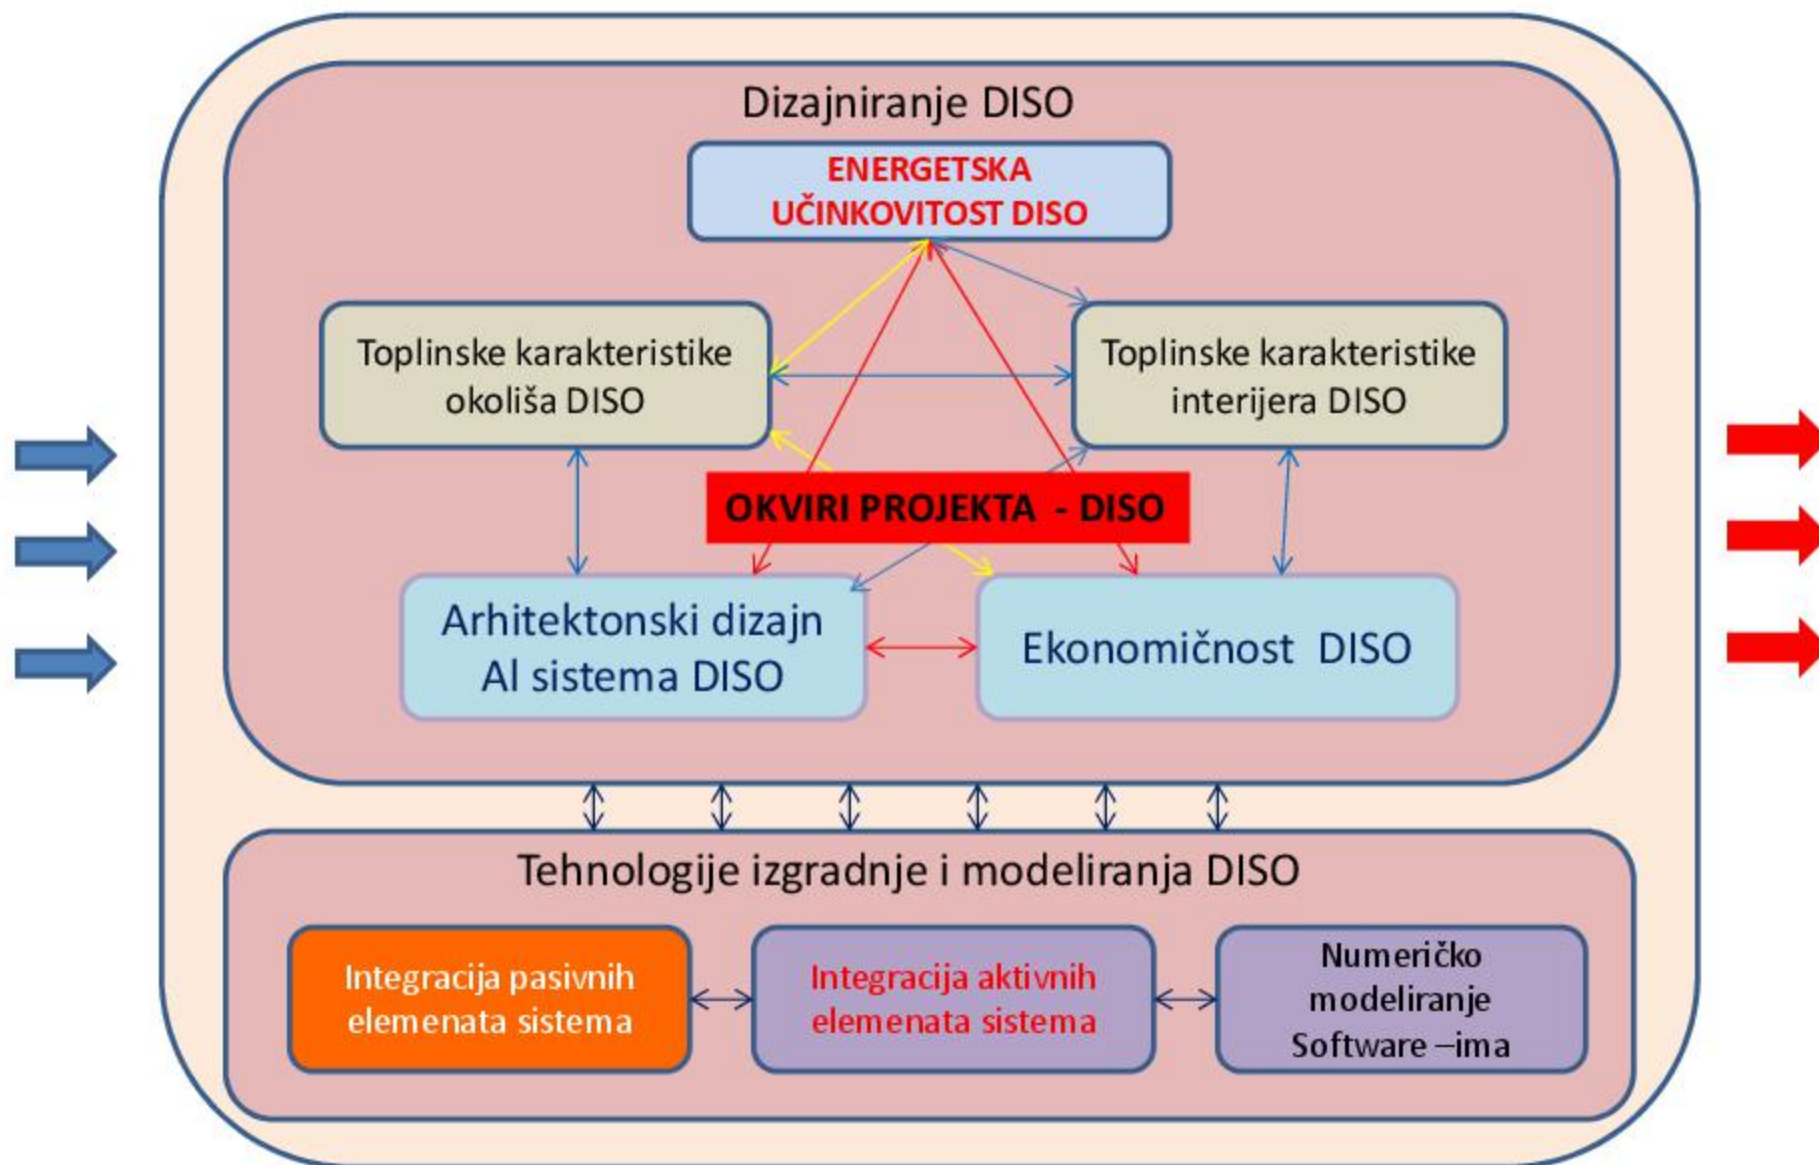 Dizajniranje DISO
ENERGETSKA
UČINKOVITOST DISO
Toplinske karakteristike
okoliša DISO
Toplinske karakteristike
interijera DISO
OKVIRI PROJEKTA - DISO
Arhitektonski dizajn
Al sistema DISO
Ekonomičnost DISO
Tehnologije izgradnje i modeliranja DISO
Integracija pasivnih
elemenata sistema
Integracija aktivnih
elemenata sistema
Numeričko
modeliranje
Software –ima